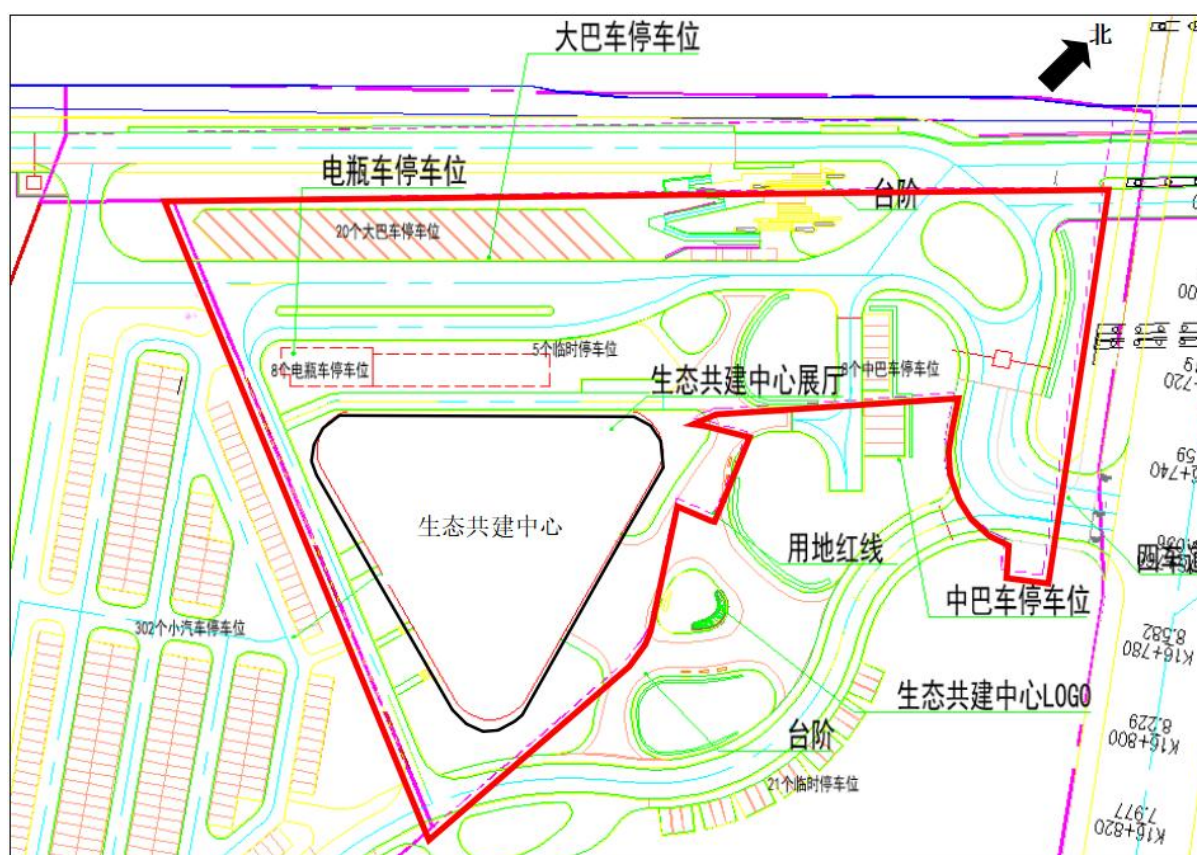 大巴车停车位
北
电瓶车停车位
台阶
20个大巴车停车位
5个临时停车位
8个电瓶车停车位
生态共建中心展厅
8个中巴车停车位
生态共建中心
用地红线
中巴车停车位
302个小汽车停车位
生态共建中心LOGO
台阶
21个临时停车位
8.582
K16+780
8.229
K16+800
7.977
K16+820